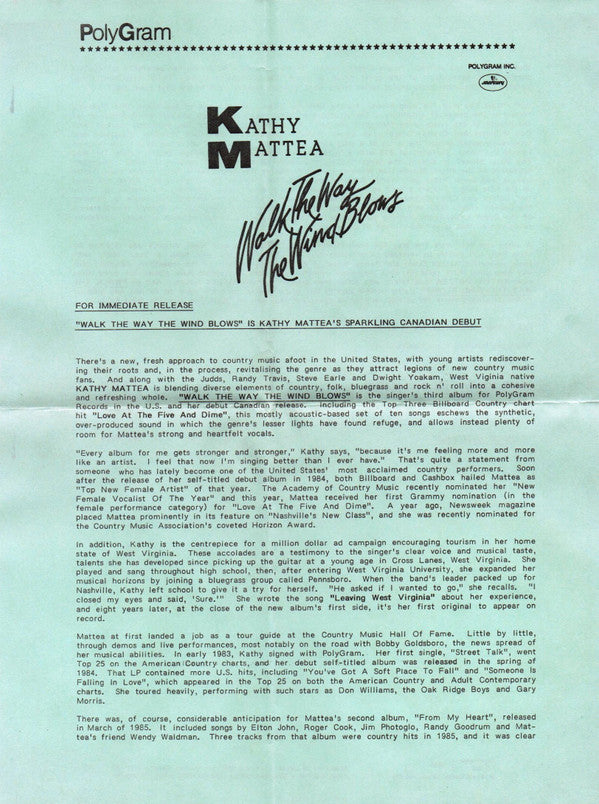 PolyGram
POLYGRAM INC.
mercury
KATHY
MATTEA
Walk The Way
The Wind Blows
FOR IMMEDIATE RELEASE
"WALK THE WAY THE WIND BLOWS" IS KATHY MATTEA'S SPARKLING CANADIAN DEBUT
There's a new, fresh approach to country music afoot in the United States, with young artists rediscover-
ing their roots and, in the process, revitalising the genre as they attract legions of new country music
fans. And along with the Judds, Randy Travis, Steve Earle and Dwight Yoakam, West Viginia native
KATHY MATTEA is blending diverse elements of country, folk, bluegrass and rock n' roll into a cohesive
and refreshing whole. "WALK THE WAY THE WIND BLOWS" is the singer's third album for PolyGram
Records in the U.S. and her debut Canadian release. Including the Top Three Billboard Country chart
hit "Love At The Five And Dime", this mostly acoustic-based set of ten songs eschews the synthetic,
over-produced sound in which the genre's lesser lights have found refuge, and allows instead plenty of
room for Mattea's strong and heartfelt vocals.
"Every album for me gets stronger and stronger," Kathy says, "because it's me feeling more and more
like an artist. I feel that now I'm singing better than I ever have." That's quite a statement from
someone who has lately become one of the United States' most acclaimed country performers. Soon
after the release of her self-titled debut album in 1984, both Billboard and Cashbox hailed Mattea as
"Top New Female Artist" of that year. The Academy of Country Music recently nominated her "New
Female Vocalist Of The Year" and this year, Mattea received her first Grammy nomination (in the
female performance category) for "Love At The Five And Dime". A year ago, Newsweek magazine
placed Mattea prominently in its feature on "Nashville's New Class", and she was recently nominated for
the Country Music Association's coveted Horizon Award.
In addition, Kathy is the centrepiece for a million dollar ad campaign encouraging tourism in her home
state of West Virginia. These accolades are a testimony to the singer's clear voice and musical taste,
talents she has developed since picking up the guitar at a young age in Cross Lanes, West Virginia. She
played and sang throughout high school, then, after entering West Virginia University, she expanded her
musical horizons by joining a bluegrass group called Pennsboro. When the band's leader packed up for
Nashville, Kathy left school to give it a try for herself. "He asked if I wanted to go," she recalls. "I
closed my eyes and said, 'Sure.'" She wrote the song "Leaving West Virginia" about her experience,
and eight years later, at the close of the new album's first side, it's her first original to appear on
record.
Mattea at first landed a job as a tour guide at the Country Music Hall Of Fame. Little by little,
through demos and live performances, most notably on the road with Bobby Goldsboro, the news spread of
her musical abilities. In early 1983, Kathy signed with PolyGram. Her first single, "Street Talk", went
Top 25 on the American Country charts, and her debut self-titled album was released in the spring of
1984. That LP contained more U.S. hits, including "You've Got A Soft Place To Fall" and "Someone Is
Falling In Love", which appeared in the Top 25 on both the American Country and Adult Contemporary
charts. She toured heavily, performing with such stars as Don Williams, the Oak Ridge Boys and Gary
Morris.
There was, of course, considerable anticipation for Mattea's second album, "From My Heart", released
in March of 1985. It included songs by Elton John, Roger Cook, Jim Photoglo, Randy Goodrum and Mat-
tea's friend Wendy Waldman. Three tracks from that album were country hits in 1985, and it was clear